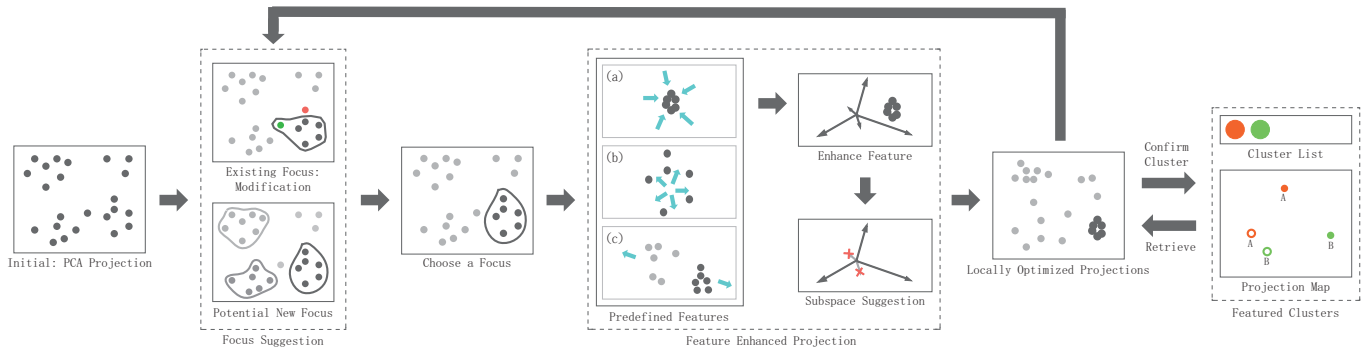 Initial: PCA Projection
Existing Focus:
Modification
Potential New Focus
Focus Suggestion
Choose a Focus
(a)
(b)
(c)
Predefined Features
Enhance Feature
Subspace Suggestion
Feature Enhanced Projection
Locally Optimized Projections
Confirm
Cluster
Retrieve
Cluster List
A
A
B
B
Projection Map
Featured Clusters